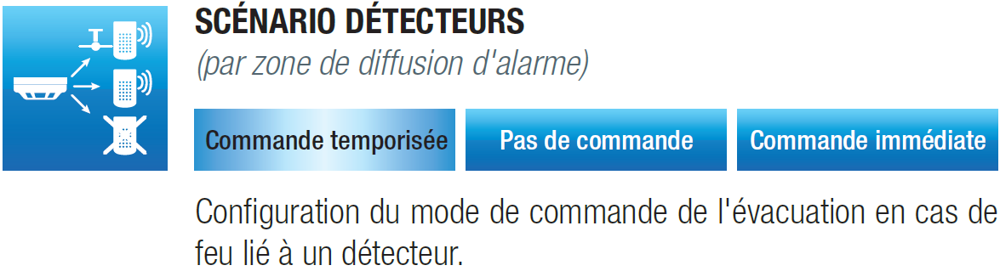 SCÉNARIO DÉTECTEURS
(par zone de diffusion d'alarme)
Commande temporisée
Pas de commande
Commande immédiate
Configuration du mode de commande de l'évacuation en cas de
feu lié à un détecteur.